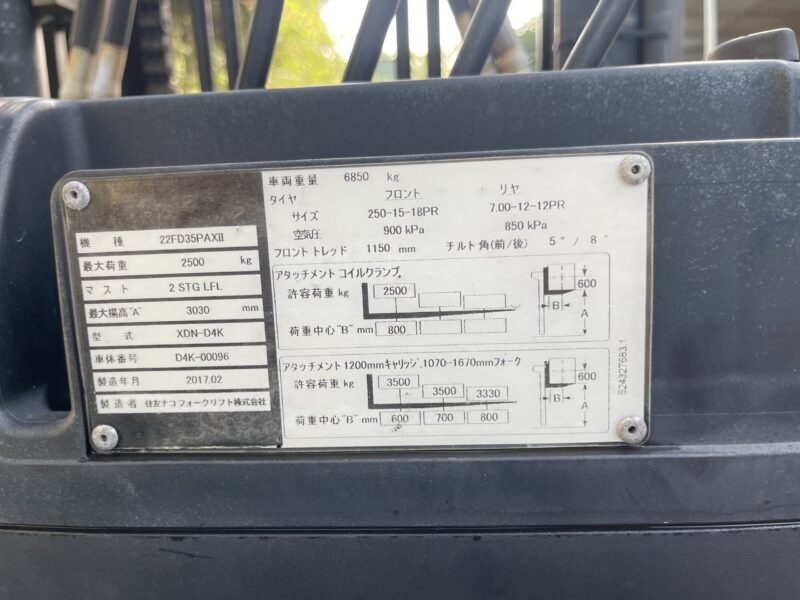 機 種 22FD35PAXⅡ
最大荷重 2500 kg
マ ス ト 2 STG LFL
最大揚高"A" 3030 mm
型 式 XDN-D4K
車体番号 D4K-00096
製造年月 2017.02
製 造 者 住友ナコフォークリフト株式会社
車両重量 6850 kg
タイヤ フロント リヤ
サイズ 250-15-18PR 7.00-12-12PR
空気圧 900 kPa 850 kPa
フロント トレッド 1150 mm チルト角(前/後) 5°/ 8°
アタッチメント コイルクランプ,
許容荷重 kg 2500
荷重中心"B" mm 800
600
B
A
アタッチメント 1200mmキャリッジ,1070-1670mmフォーク
許容荷重 kg 3500 3500 3330
荷重中心"B" mm 600 700 800
600
B
A
524327683.1